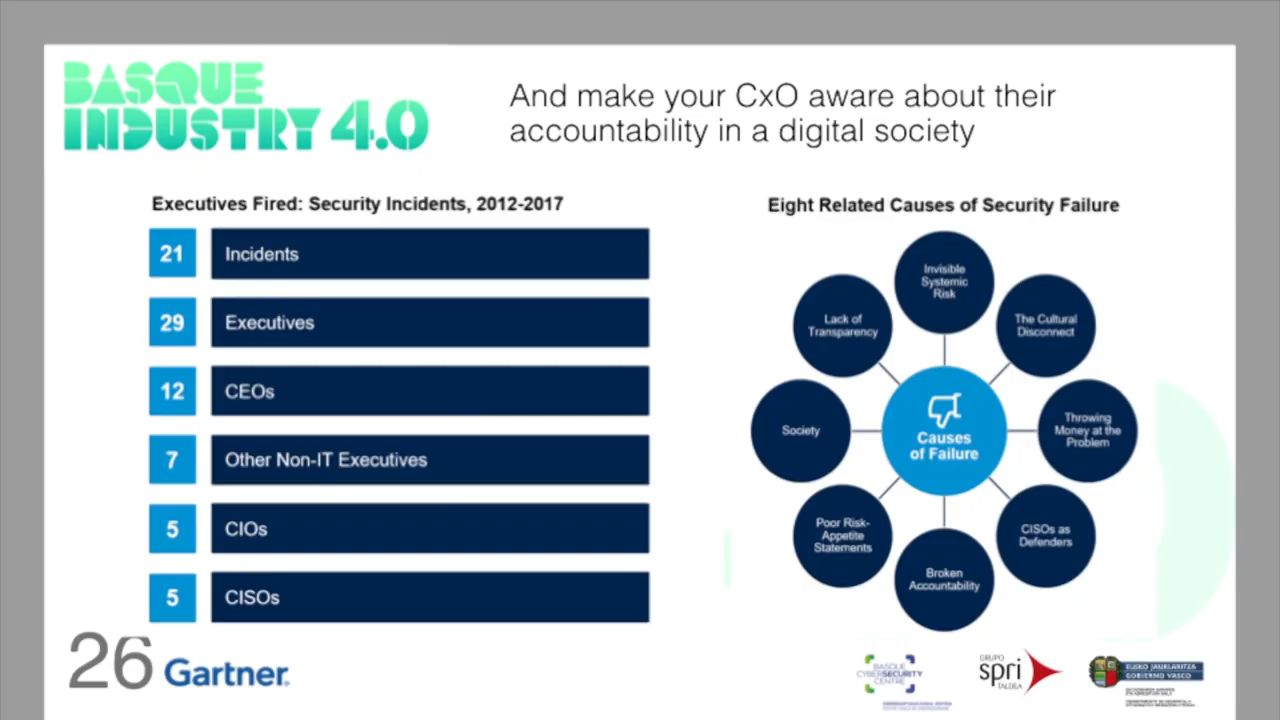 BASQUE
INDUSTRY 4.0
And make your CxO aware about their
accountability in a digital society
Executives Fired: Security Incidents, 2012-2017
21 Incidents
29 Executives
12 CEOs
7 Other Non-IT Executives
5 CIOs
5 CISOs
Eight Related Causes of Security Failure
Invisible
Systemic
Risk
The Cultural
Disconnect
Throwing
Money at the
Problem
CISOs as
Defenders
Broken
Accountability
Poor Risk-
Appetite
Statements
Society
Lack of
Transparency
Causes
of Failure
26 Gartner
BASQUE
CYBERSECURITY
CENTRE
GRUPO
spri
TALDEA
EUSKO JAURLARITZA
GOBIERNO VASCO